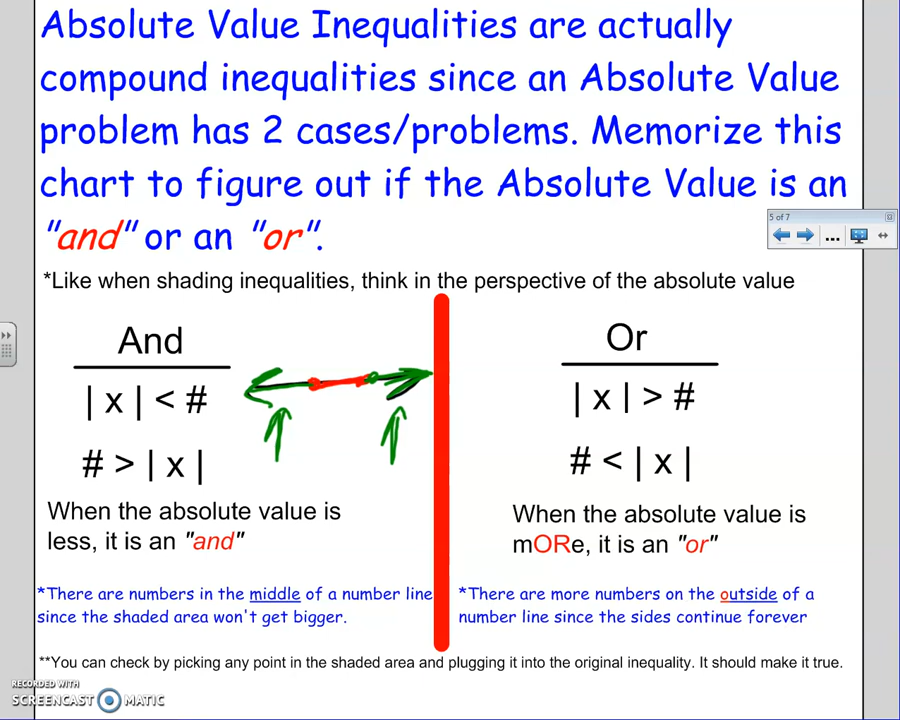 Absolute Value Inequalities are actually
compound inequalities since an Absolute Value
problem has 2 cases/problems. Memorize this
chart to figure out if the Absolute Value is an
"and" or an "or".
5 of 7
*Like when shading inequalities, think in the perspective of the absolute value
And
| x | < #
# > | x |
When the absolute value is
less, it is an "and"
*There are numbers in the middle of a number line
since the shaded area won't get bigger.
Or
| x | > #
# < | x |
When the absolute value is
mORe, it is an "or"
*There are more numbers on the outside of a
number line since the sides continue forever
**You can check by picking any point in the shaded area and plugging it into the original inequality. It should make it true.
RECORDED WITH
SCREENCAST MATIC